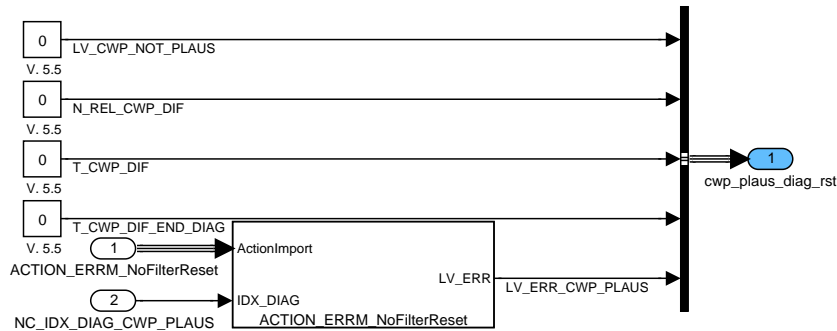 0
LV_CWP_NOT_PLAUS
V. 5.5
0
N_REL_CWP_DIF
V. 5.5
0
T_CWP_DIF
V. 5.5
1
cwp_plaus_diag_rst
0
T_CWP_DIF_END_DIAG
V. 5.5
1
ActionImport
ACTION_ERRM_NoFilterReset
LV_ERR
LV_ERR_CWP_PLAUS
2
IDX_DIAG
NC_IDX_DIAG_CWP_PLAUS
ACTION_ERRM_NoFilterReset